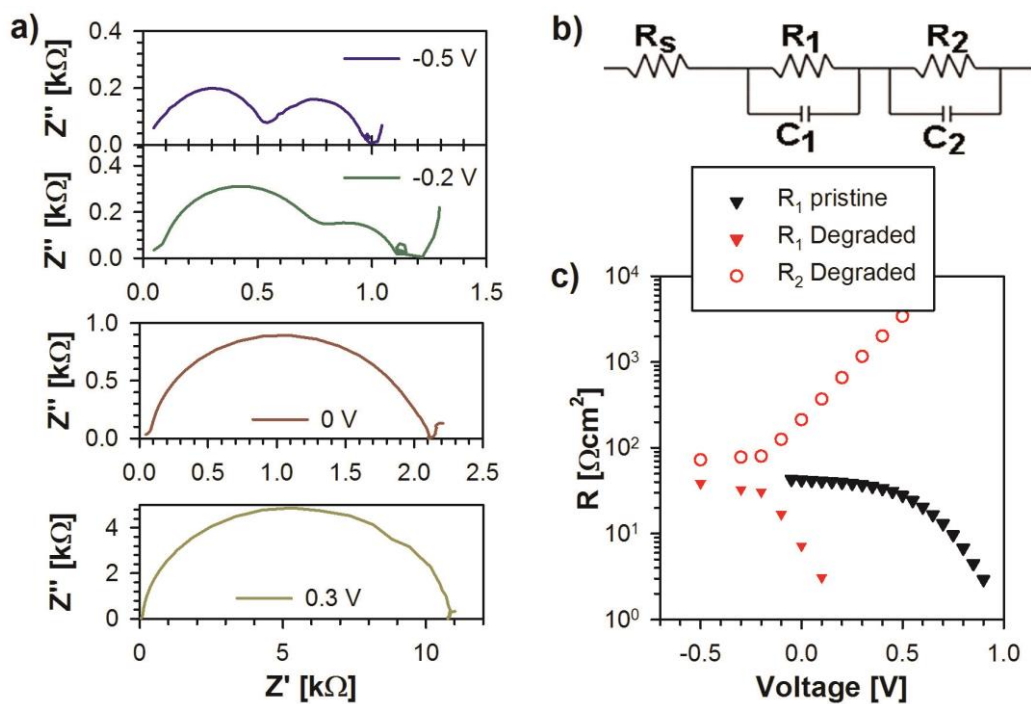 a)
0.4
0.2
0.0
Z'' [kΩ]
-0.5 V
0.4
0.2
0.0
Z'' [kΩ]
-0.2 V
0.0 0.5 1.0 1.5
1.0
0.5
0.0
Z'' [kΩ]
0 V
0.0 0.5 1.0 1.5 2.0 2.5
4
2
0
Z'' [kΩ]
0.3 V
0 5 10
Z' [kΩ]
b)
Rs R1 R2
C1 C2
R1 pristine
R1 Degraded
R2 Degraded
c)
10^4
10^3
10^2
10^1
10^0
R [Ωcm^2]
-0.5 0.0 0.5 1.0
Voltage [V]